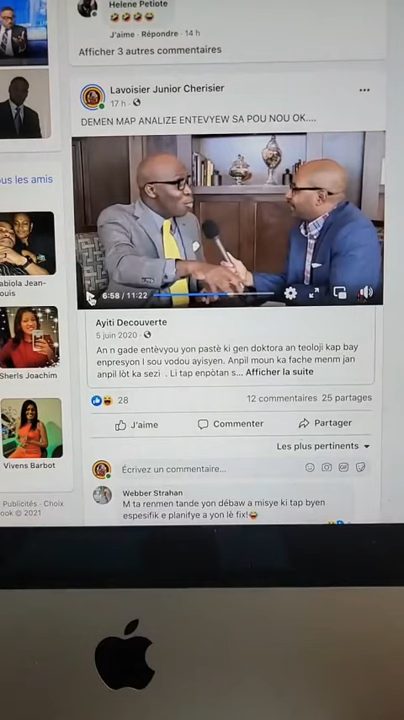 Helene Petiote
J'aime · Répondre · 14 h
Afficher 3 autres commentaires
Lavoisier Junior Cherisier
17 h ·
DEMEN MAP ANALIZE ENTEVYEW SA POU NOU OK....
us les amis
6:58 / 11:22
abiola Jean-
ouis
Ayiti Decouverte
5 juin 2020 ·
An n gade entèvyou yon pastè ki gen doktora an teoloji kap bay
enpresyon l sou vodou ayisyen. Anpil moun ka fache menm jan
anpil lòt ka sezi . Li tap enpòtan s... Afficher la suite
Sheris Joachim
28
12 commentaires 25 partages
J'aime
Commenter
Partager
Les plus pertinents
Vivens Barbot
Écrivez un commentaire...
GIF
Webber Strahan
M ta renmen tande yon débaw a misye ki tap byen
espesifik e planifye a yon lè fix!
Publicités · Choix
ook © 2021